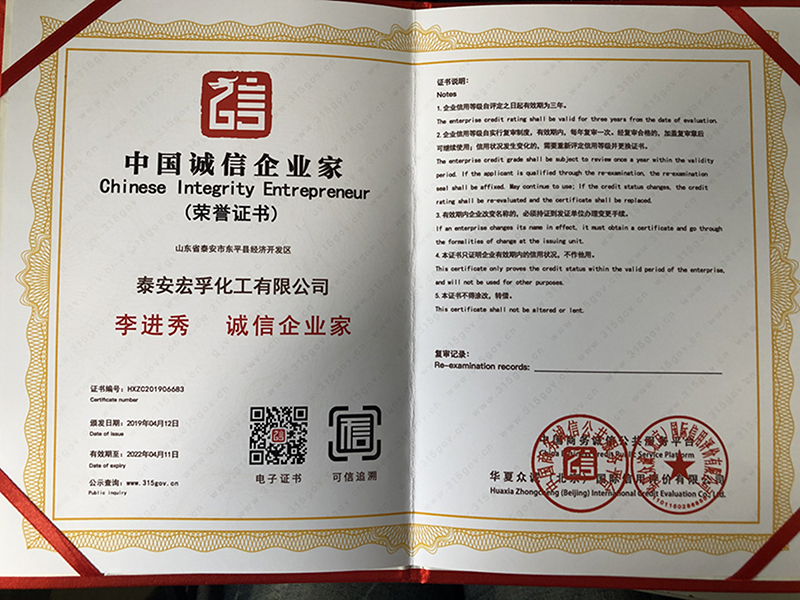 信
中国诚信企业家
Chinese Integrity Entrepreneur
（荣誉证书）
山东省泰安市东平县经济开发区
泰安宏孚化工有限公司
李进秀 诚信企业家
证书编号：HXZC201906683
Certificate number
颁发日期：2019年04月12日
Date of issue
有效期至：2022年04月11日
Date of expiry
公示查询：www.315gov.cn
Public inquiry
电子证书
信
可信追溯
证书说明：
Notes
1. 企业信用等级自评定之日起有效期为三年。
The enterprise credit rating shall be valid for three years from the date of evaluation.
2. 企业信用等级自实行复审制度，有效期内，每年复审一次。经复审合格的，加盖复审章后
可继续使用；信用状况发生变化的，需要重新评定信用等级并更换证书。
The enterprise credit grade shall be subject to review once a year within the validity
period. If the applicant is qualified through the re-examination, the re-examination
seal shall be affixed. May continue to use; If the credit status changes, the credit
rating shall be re-evaluated and the certificate shall be replaced.
3. 有效期内企业改变名称的，必须持证到发证单位办理变更手续。
If an enterprise changes its name in effect, it must obtain a certificate and go through
the formalities of change at the issuing unit.
4. 本证书只证明企业有效期内的信用状况，不作他用。
This certificate only proves the credit status within the valid period of the enterprise,
and will not be used for other purposes.
5. 本证书不得涂改，转借。
This certificate shall not be altered or lent.
复审记录：
Re-examination records:
中国商务诚信公共服务平台
Credit Public Service Platform
华夏众诚（北京）国际信用评价有限公司
Huaxia Zhongcheng (Beijing) International Credit Evaluation Co., Ltd.